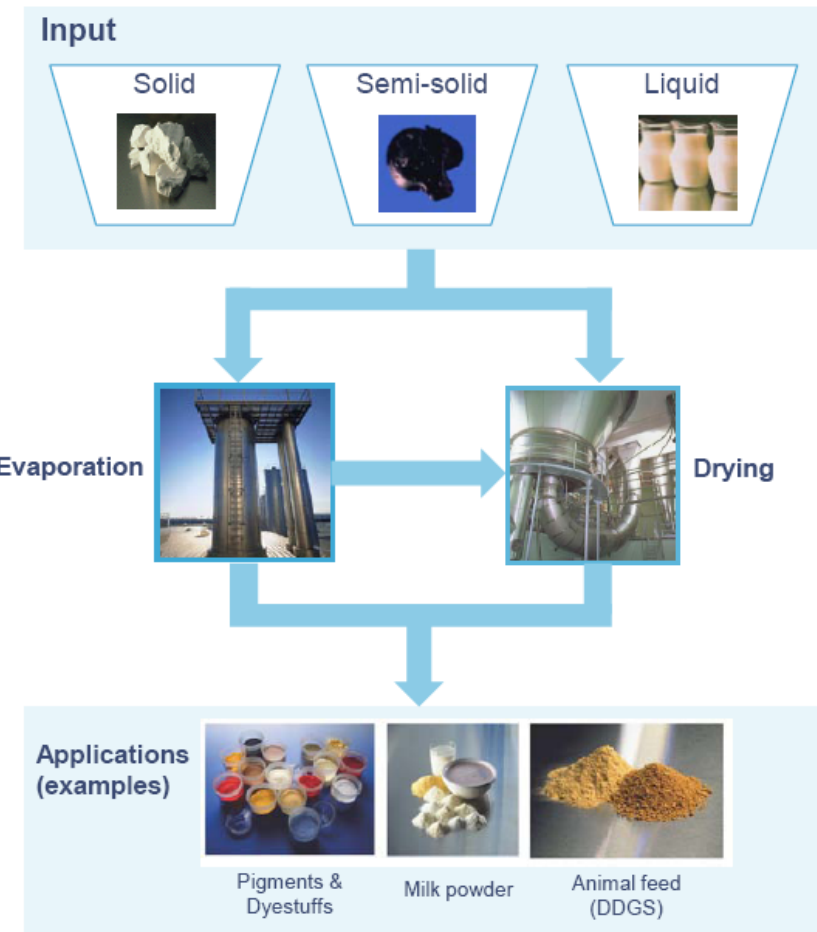 Input
Solid
Semi-solid
Liquid
Evaporation
Drying
Applications
(examples)
Pigments &
Dyestuffs
Milk powder
Animal feed
(DDGS)